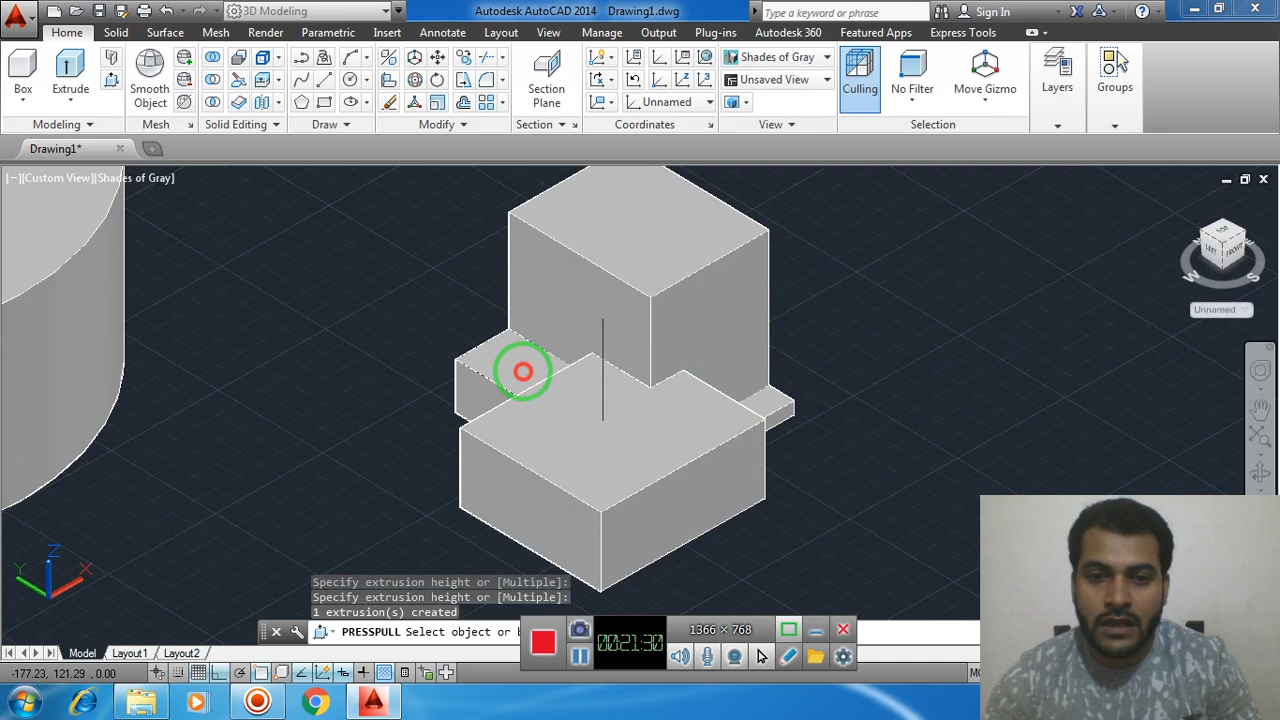 3D Modeling
Autodesk AutoCAD 2014 Drawing1.dwg
Type a keyword or phrase
Sign In
Home Solid Surface Mesh Render Parametric Insert Annotate Layout View Manage Output Plug-ins Autodesk 360 Featured Apps Express Tools
Box
Extrude
Smooth Object
Section Plane
Shades of Gray
Unsaved View
Unnamed
Culling
No Filter
Move Gizmo
Layers
Groups
Modeling Mesh Solid Editing Draw Modify Section Coordinates View Selection
Drawing1*
[−][Custom View][Shades of Gray]
TOP
LEFT
FRONT
W
S
Unnamed
Z
Y
X
Specify extrusion height or [Multiple]:
Specify extrusion height or [Multiple]:
1 extrusion(s) created
PRESSPULL Select object or b
00:21:30
1366 × 768
Model Layout1 Layout2
-177.23, 121.29, 0.00